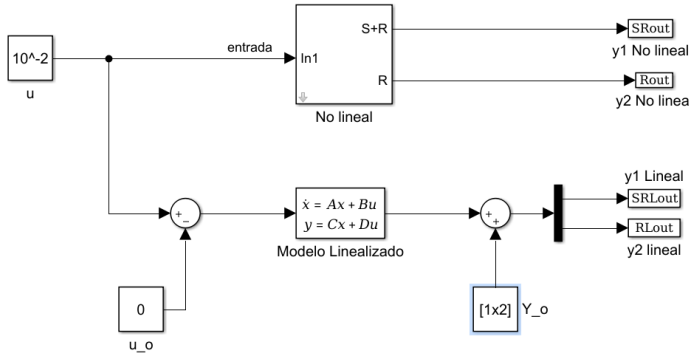 10^-2
u
entrada
In1
S+R
R
No lineal
SRout
y1 No lineal
Rout
y2 No linea
+
−
ẋ = Ax + Bu
y = Cx + Du
Modelo Linealizado
+
+
y1 Lineal
SRLout
RLout
y2 lineal
0
u_o
[1x2]
Y_o